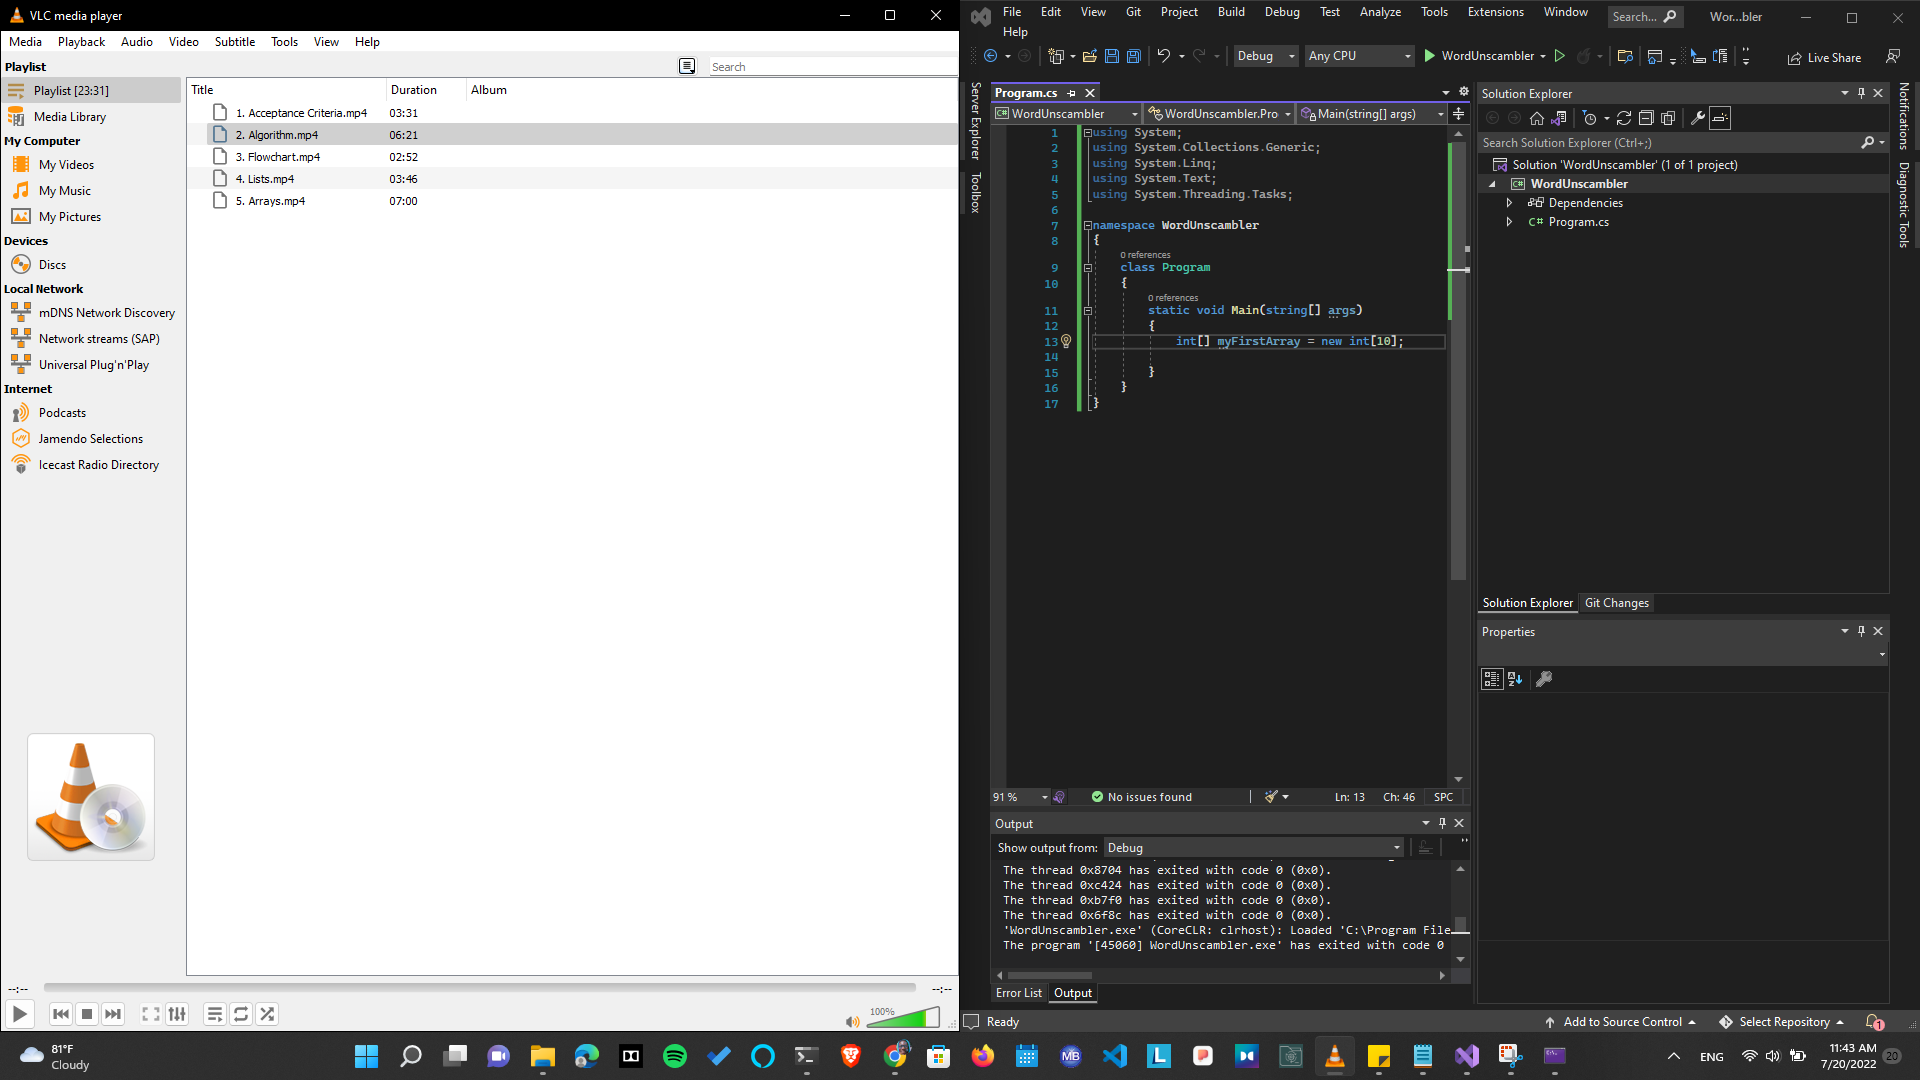 VLC media player
Media Playback Audio Video Subtitle Tools View Help
Playlist
Search
Playlist [23:31]
Media Library
My Computer
My Videos
My Music
My Pictures
Devices
Discs
Local Network
mDNS Network Discovery
Network streams (SAP)
Universal Plug'n'Play
Internet
Podcasts
Jamendo Selections
Icecast Radio Directory
Title Duration Album
1. Acceptance Criteria.mp4 03:31
2. Algorithm.mp4 06:21
3. Flowchart.mp4 02:52
4. Lists.mp4 03:46
5. Arrays.mp4 07:00
--:-- --:--
100%
File Edit View Git Project Build Debug Test Analyze Tools Extensions Window Search... Wor...bler
Help
Debug Any CPU WordUnscambler Live Share
Server Explorer
Toolbox
Program.cs
WordUnscambler WordUnscambler.Pro Main(string[] args)
1 using System;
2 using System.Collections.Generic;
3 using System.Linq;
4 using System.Text;
5 using System.Threading.Tasks;
6
7 namespace WordUnscambler
8 {
0 references
9 class Program
10 {
0 references
11 static void Main(string[] args)
12 {
13 int[] myFirstArray = new int[10];
14
15 }
16 }
17 }
91 % No issues found Ln: 13 Ch: 46 SPC
Output
Show output from: Debug
The thread 0x8704 has exited with code 0 (0x0).
The thread 0xc424 has exited with code 0 (0x0).
The thread 0xb7f0 has exited with code 0 (0x0).
The thread 0x6f8c has exited with code 0 (0x0).
'WordUnscambler.exe' (CoreCLR: clrhost): Loaded 'C:\Program File
The program '[45060] WordUnscambler.exe' has exited with code 0
Error List Output
Solution Explorer
Search Solution Explorer (Ctrl+;)
Solution 'WordUnscambler' (1 of 1 project)
C# WordUnscambler
Dependencies
C# Program.cs
Solution Explorer Git Changes
Properties
Notifications
Diagnostic Tools
Ready Add to Source Control Select Repository 1
81°F
Cloudy
MB
L
ENG
11:43 AM
7/20/2022
20